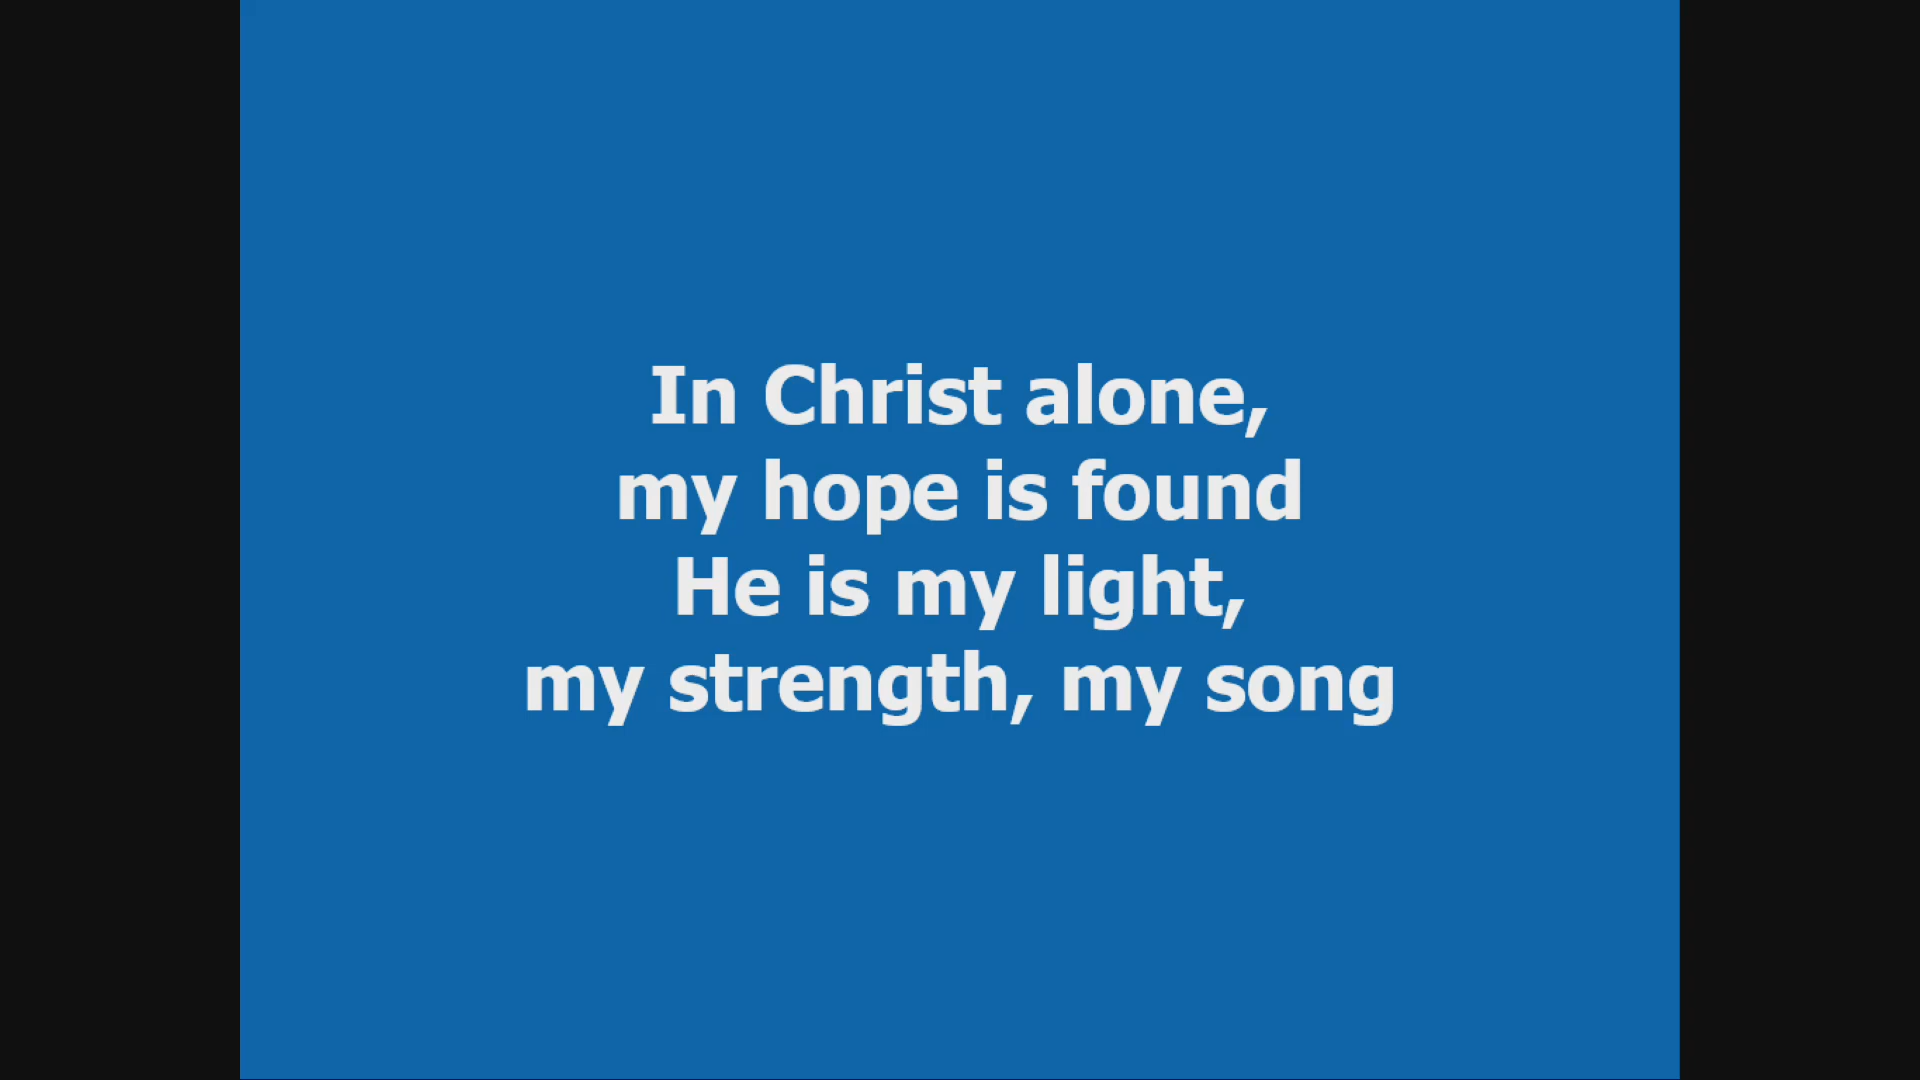 In Christ alone,
my hope is found
He is my light,
my strength, my song